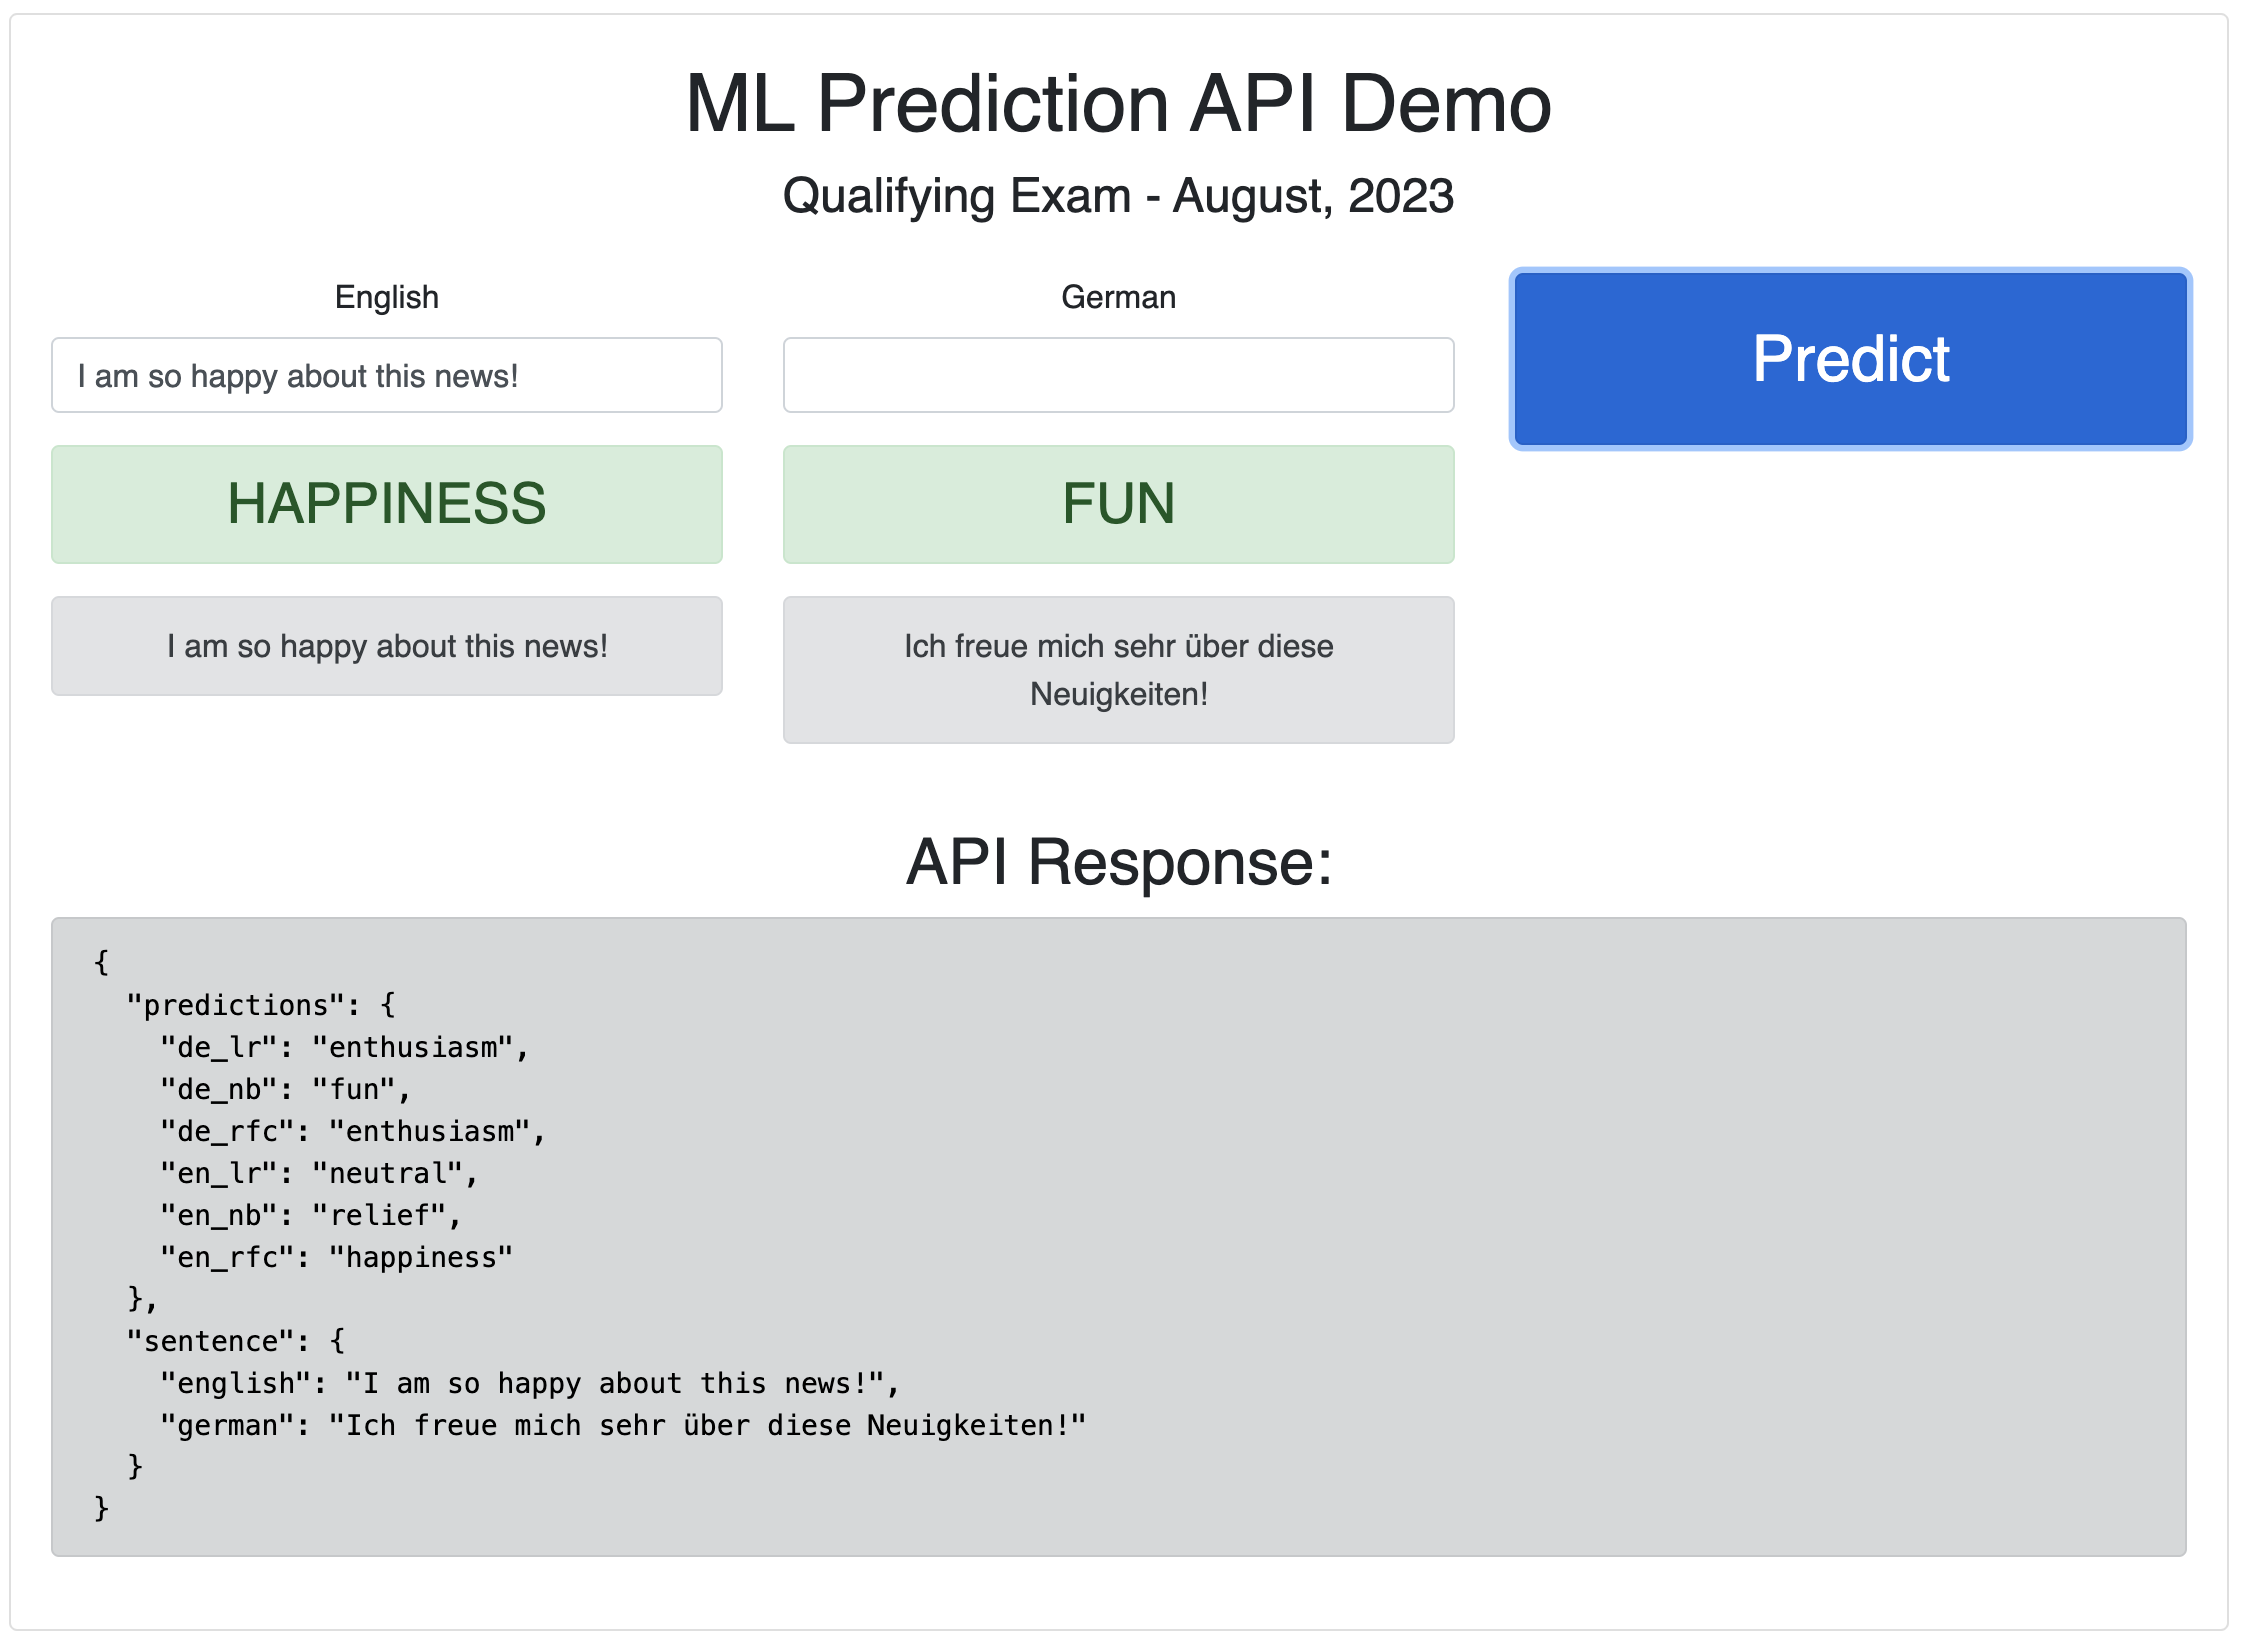 ML Prediction API Demo
Qualifying Exam - August, 2023
English
I am so happy about this news!
HAPPINESS
I am so happy about this news!
German
FUN
Ich freue mich sehr über diese
Neuigkeiten!
Predict
API Response:
{
  "predictions": {
    "de_lr": "enthusiasm",
    "de_nb": "fun",
    "de_rfc": "enthusiasm",
    "en_lr": "neutral",
    "en_nb": "relief",
    "en_rfc": "happiness"
  },
  "sentence": {
    "english": "I am so happy about this news!",
    "german": "Ich freue mich sehr über diese Neuigkeiten!"
  }
}